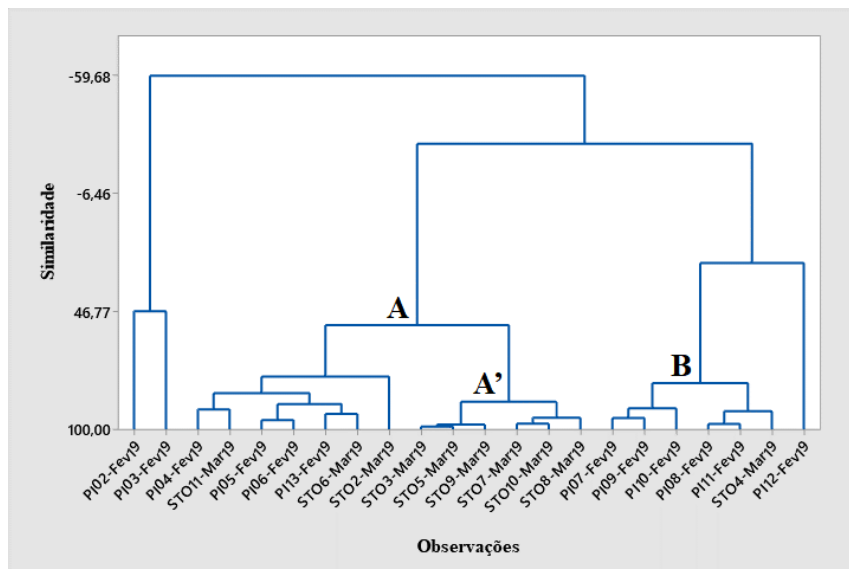 -59,68
-6,46
46,77
100,00
Similaridade
A
A’
B
PI02-Fev19
PI03-Fev19
PI04-Fev19
STO11-Mar19
PI05-Fev19
PI06-Fev19
PI13-Fev19
STO6-Mar19
STO2-Mar19
STO3-Mar19
STO5-Mar19
STO9-Mar19
STO7-Mar19
STO10-Mar19
STO8-Mar19
PI07-Fev19
PI09-Fev19
PI10-Fev19
PI08-Fev19
PI11-Fev19
STO4-Mar19
PI12-Fev19
Observações